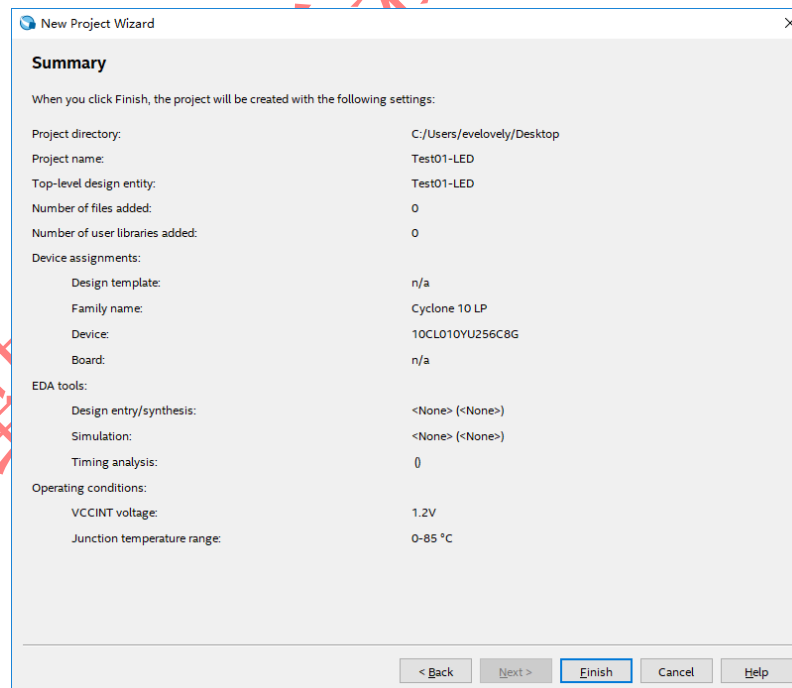 New Project Wizard
Summary
When you click Finish, the project will be created with the following settings:
Project directory: C:/Users/evelovely/Desktop
Project name: Test01-LED
Top-level design entity: Test01-LED
Number of files added: 0
Number of user libraries added: 0
Device assignments:
Design template: n/a
Family name: Cyclone 10 LP
Device: 10CL010YU256C8G
Board: n/a
EDA tools:
Design entry/synthesis: <None> (<None>)
Simulation: <None> (<None>)
Timing analysis: ()
Operating conditions:
VCCINT voltage: 1.2V
Junction temperature range: 0-85 °C
< Back Next > Finish Cancel Help